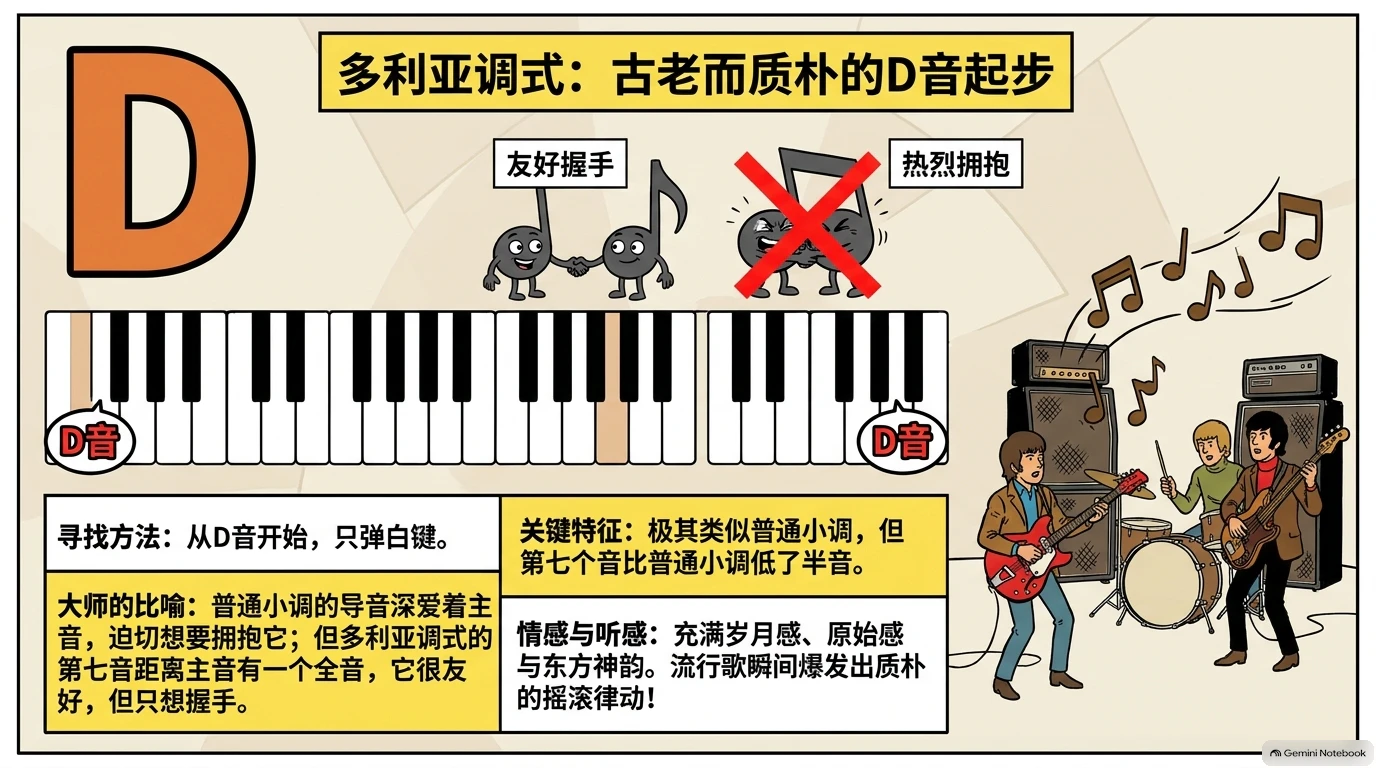 D
多利亚调式：古老而质朴的D音起步
友好握手
热烈拥抱
D音
D音
寻找方法：从D音开始，只弹白键。
大师的比喻：普通小调的导音深爱着主
音，迫切想要拥抱它；但多利亚调式的
第七音距离主音有一个全音，它很友
好，但只想握手。
关键特征：极其类似普通小调，但
第七个音比普通小调低了半音。
情感与听感：充满岁月感、原始感
与东方神韵。流行歌瞬间爆发出质朴
的摇滚律动！
Gemini Notebook